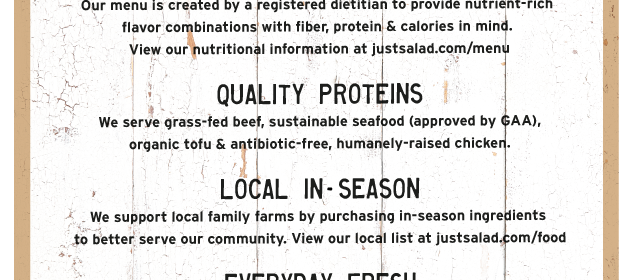 Our menu is created by a registered dietitian to provide nutrient-rich
flavor combinations with fiber, protein & calories in mind.
View our nutritional information at justsalad.com/menu
QUALITY PROTEINS
We serve grass-fed beef, sustainable seafood (approved by GAA),
organic tofu & antibiotic-free, humanely-raised chicken.
LOCAL IN-SEASON
We support local family farms by purchasing in-season ingredients
to better serve our community. View our local list at justsalad.com/food
EVERYDAY FRESH